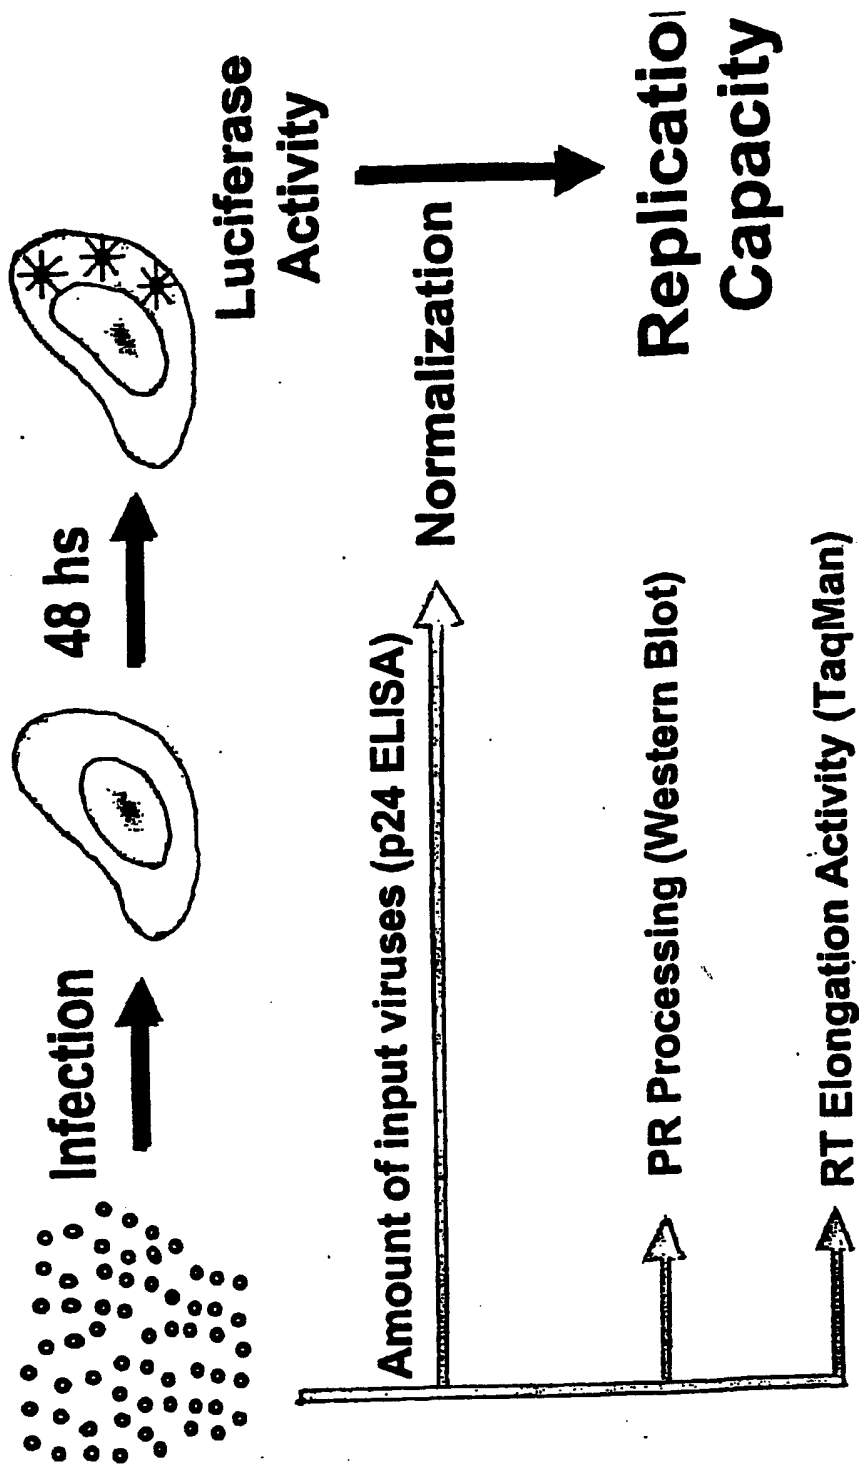 Infection
48 hs
Luciferase
Activity
Amount of input viruses (p24 ELISA)
Normalization
PR Processing (Western Blot)
Replication
Capacity
RT Elongation Activity (TaqMan)